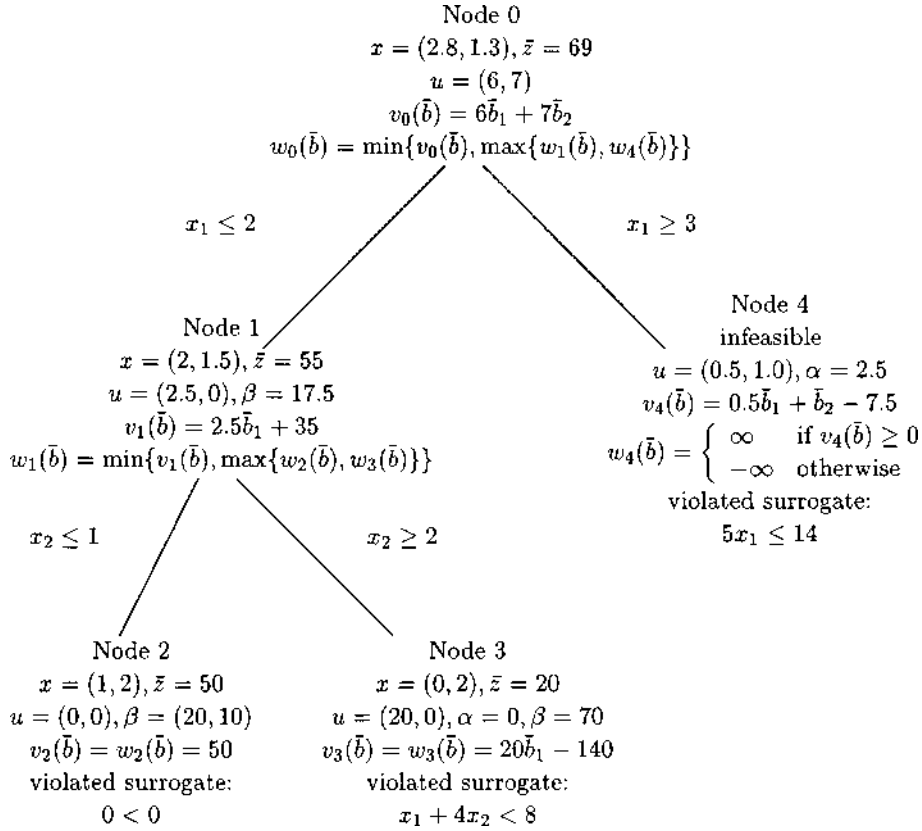 Node 0
x = (2.8, 1.3), z̄ = 69
u = (6, 7)
v₀(b̄) = 6b̄₁ + 7b̄₂
w₀(b̄) = min{v₀(b̄), max{w₁(b̄), w₄(b̄)}}
x₁ ≤ 2
x₁ ≥ 3
Node 1
x = (2, 1.5), z̄ = 55
u = (2.5, 0), β = 17.5
v₁(b̄) = 2.5b̄₁ + 35
w₁(b̄) = min{v₁(b̄), max{w₂(b̄), w₃(b̄)}}
Node 4
infeasible
u = (0.5, 1.0), α = 2.5
v₄(b̄) = 0.5b̄₁ + b̄₂ − 7.5
w₄(b̄) = { ∞ if v₄(b̄) ≥ 0
−∞ otherwise
violated surrogate:
5x₁ ≤ 14
x₂ ≤ 1
x₂ ≥ 2
Node 2
x = (1, 2), z̄ = 50
u = (0, 0), β = (20, 10)
v₂(b̄) = w₂(b̄) = 50
violated surrogate:
0 < 0
Node 3
x = (0, 2), z̄ = 20
u = (20, 0), α = 0, β = 70
v₃(b̄) = w₃(b̄) = 20b̄₁ − 140
violated surrogate:
x₁ + 4x₂ < 8